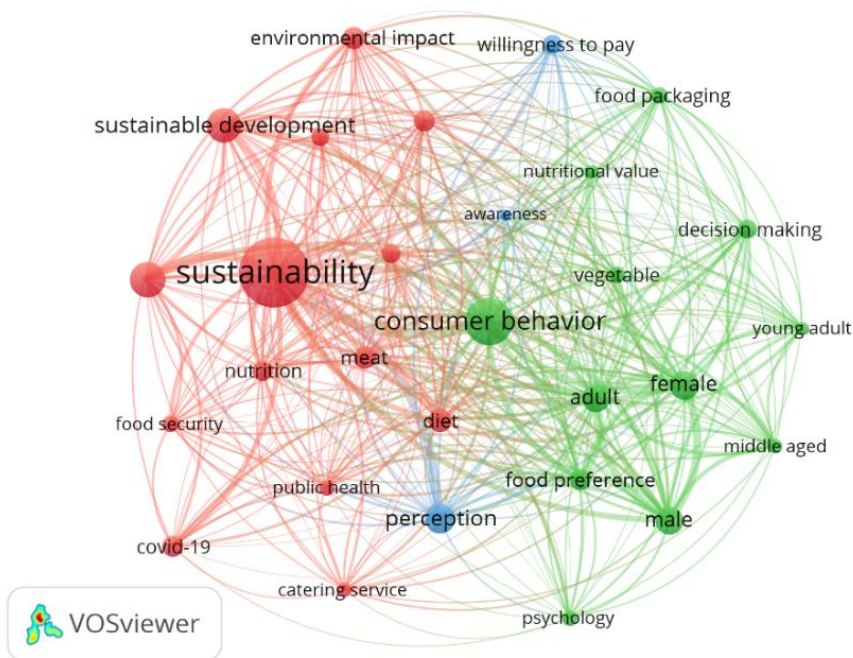 environmental impact
willingness to pay
food packaging
sustainable development
nutritional value
awareness
decision making
sustainability
vegetable
consumer behavior
young adult
meat
nutrition
female
adult
diet
food security
middle aged
food preference
public health
perception
male
covid-19
catering service
psychology
VOSviewer